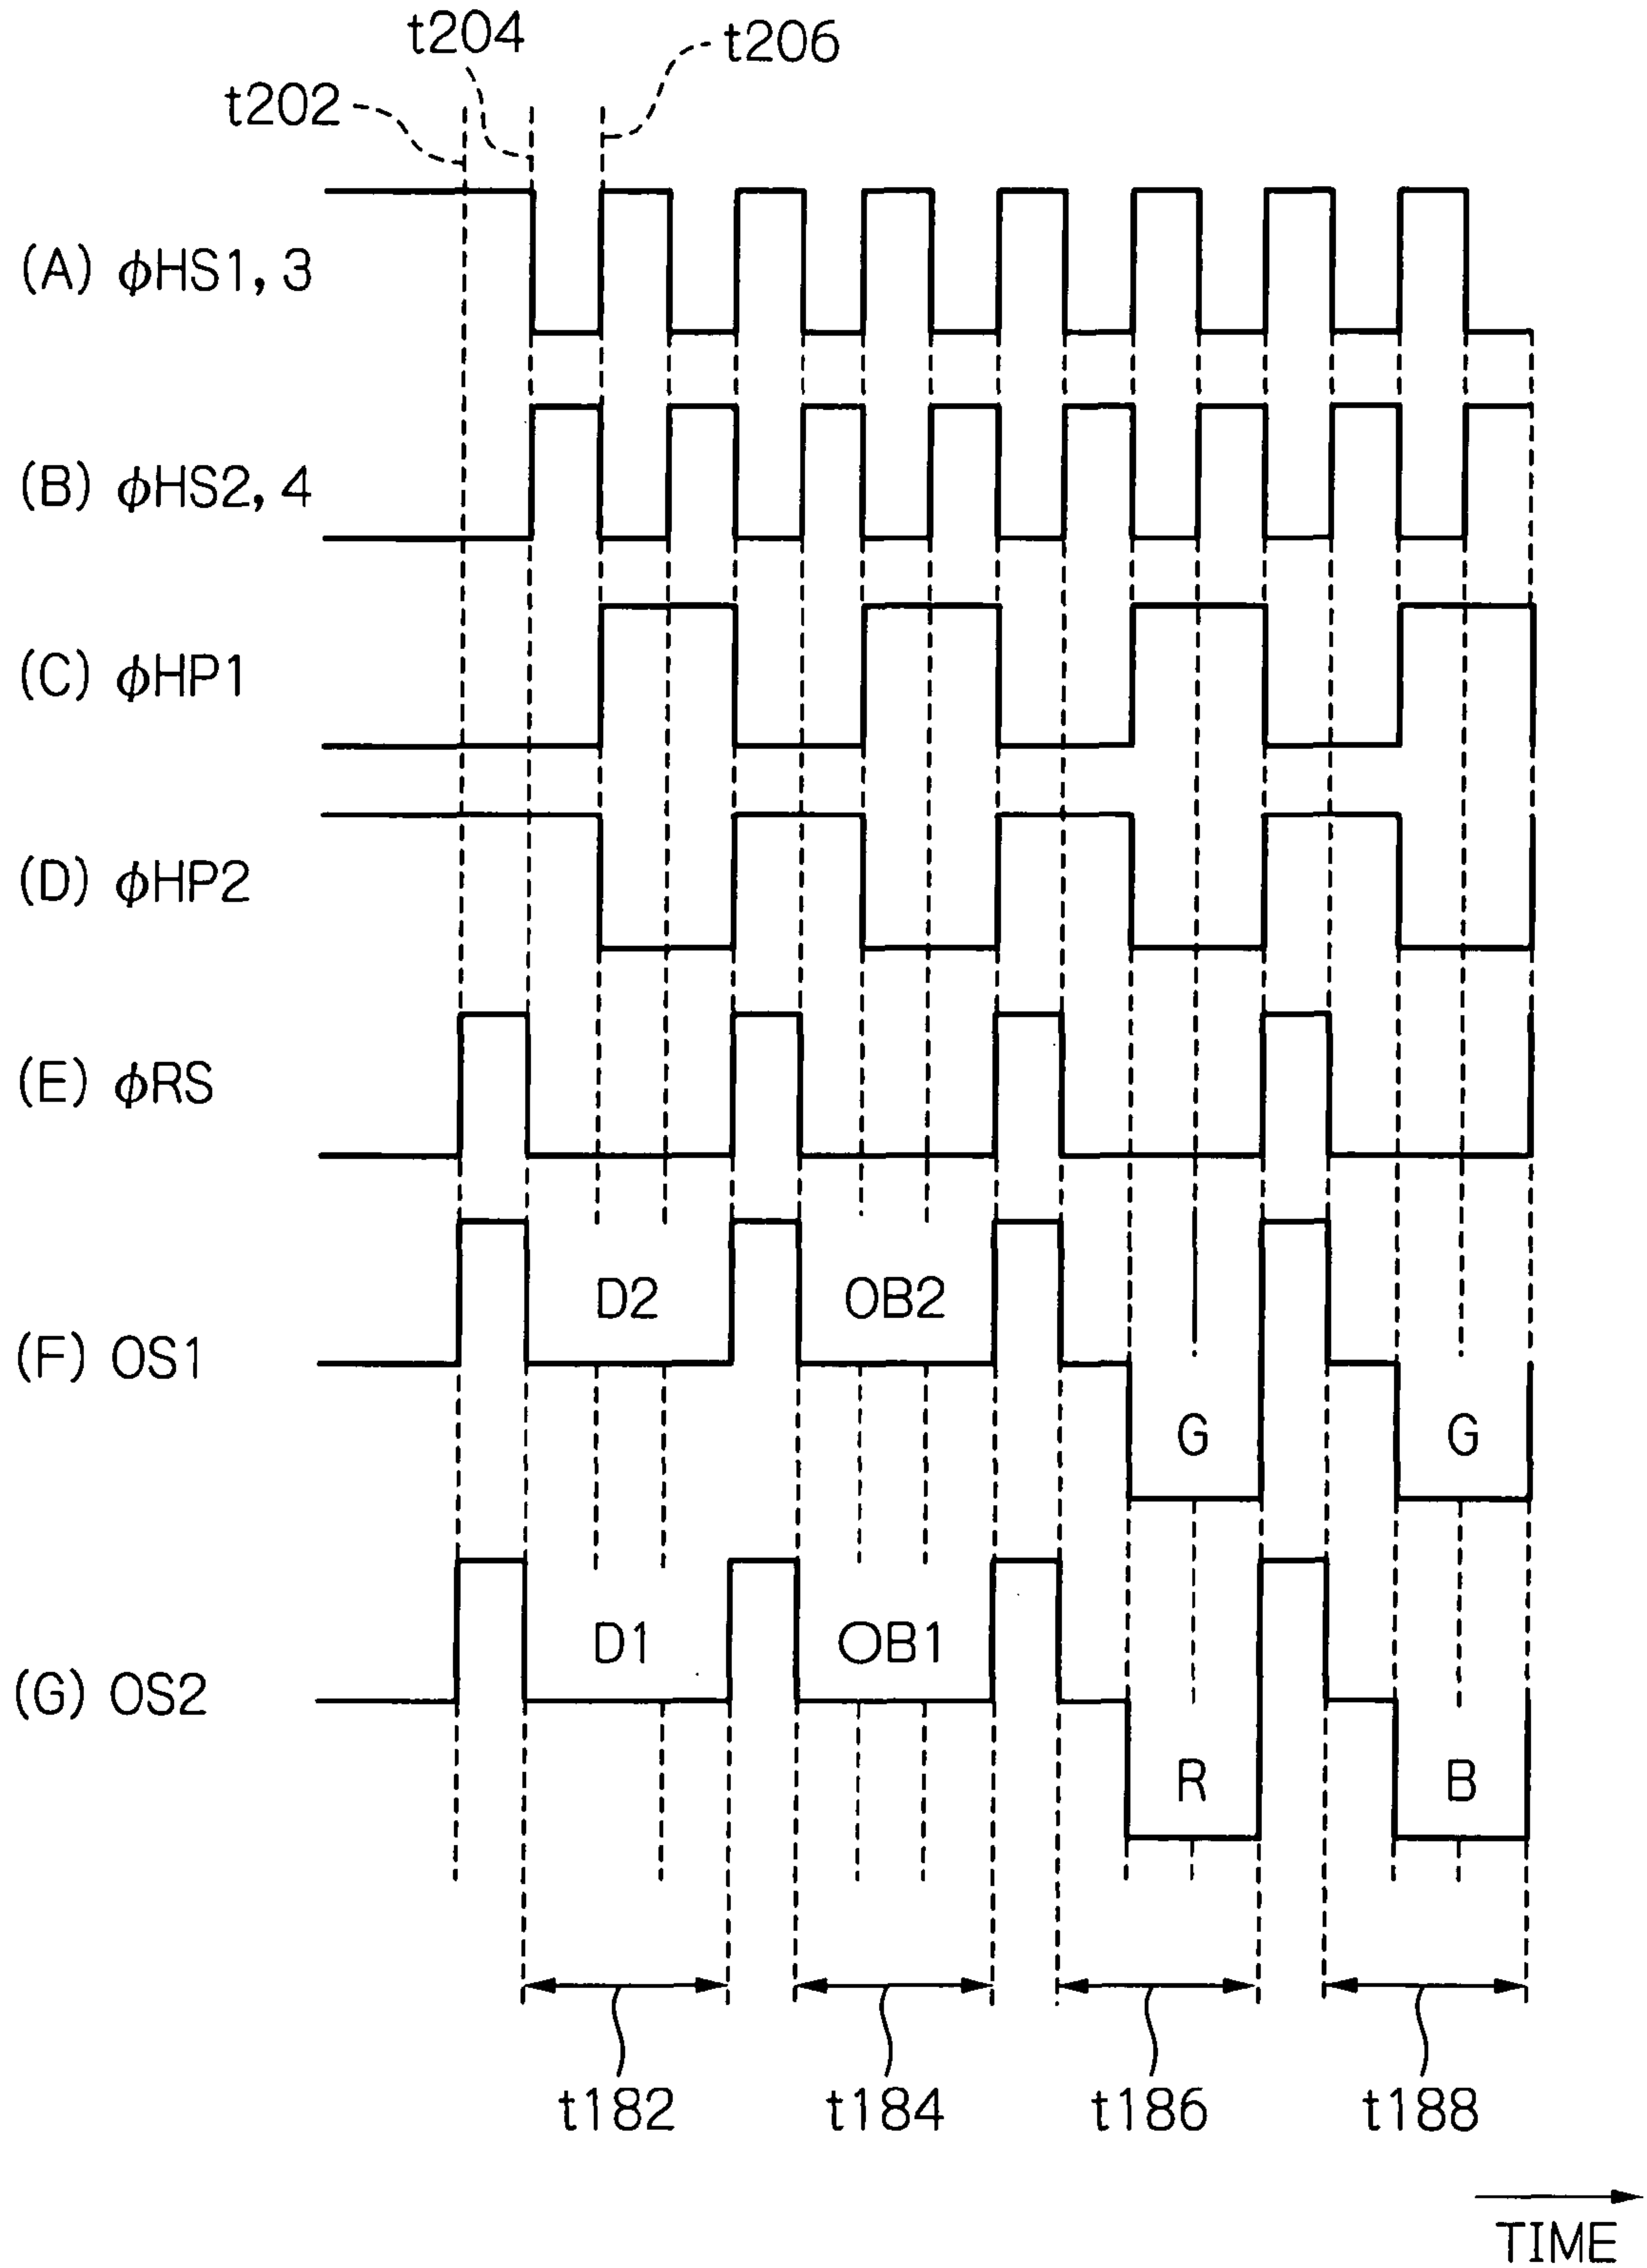 t204
t206
t202
(A) ϕHS1, 3
(B) ϕHS2, 4
(C) ϕHP1
(D) ϕHP2
(E) ϕRS
D2 OB2
(F) OS1
G G
D1 OB1
(G) OS2
R B
t182 t184 t186 t188
TIME